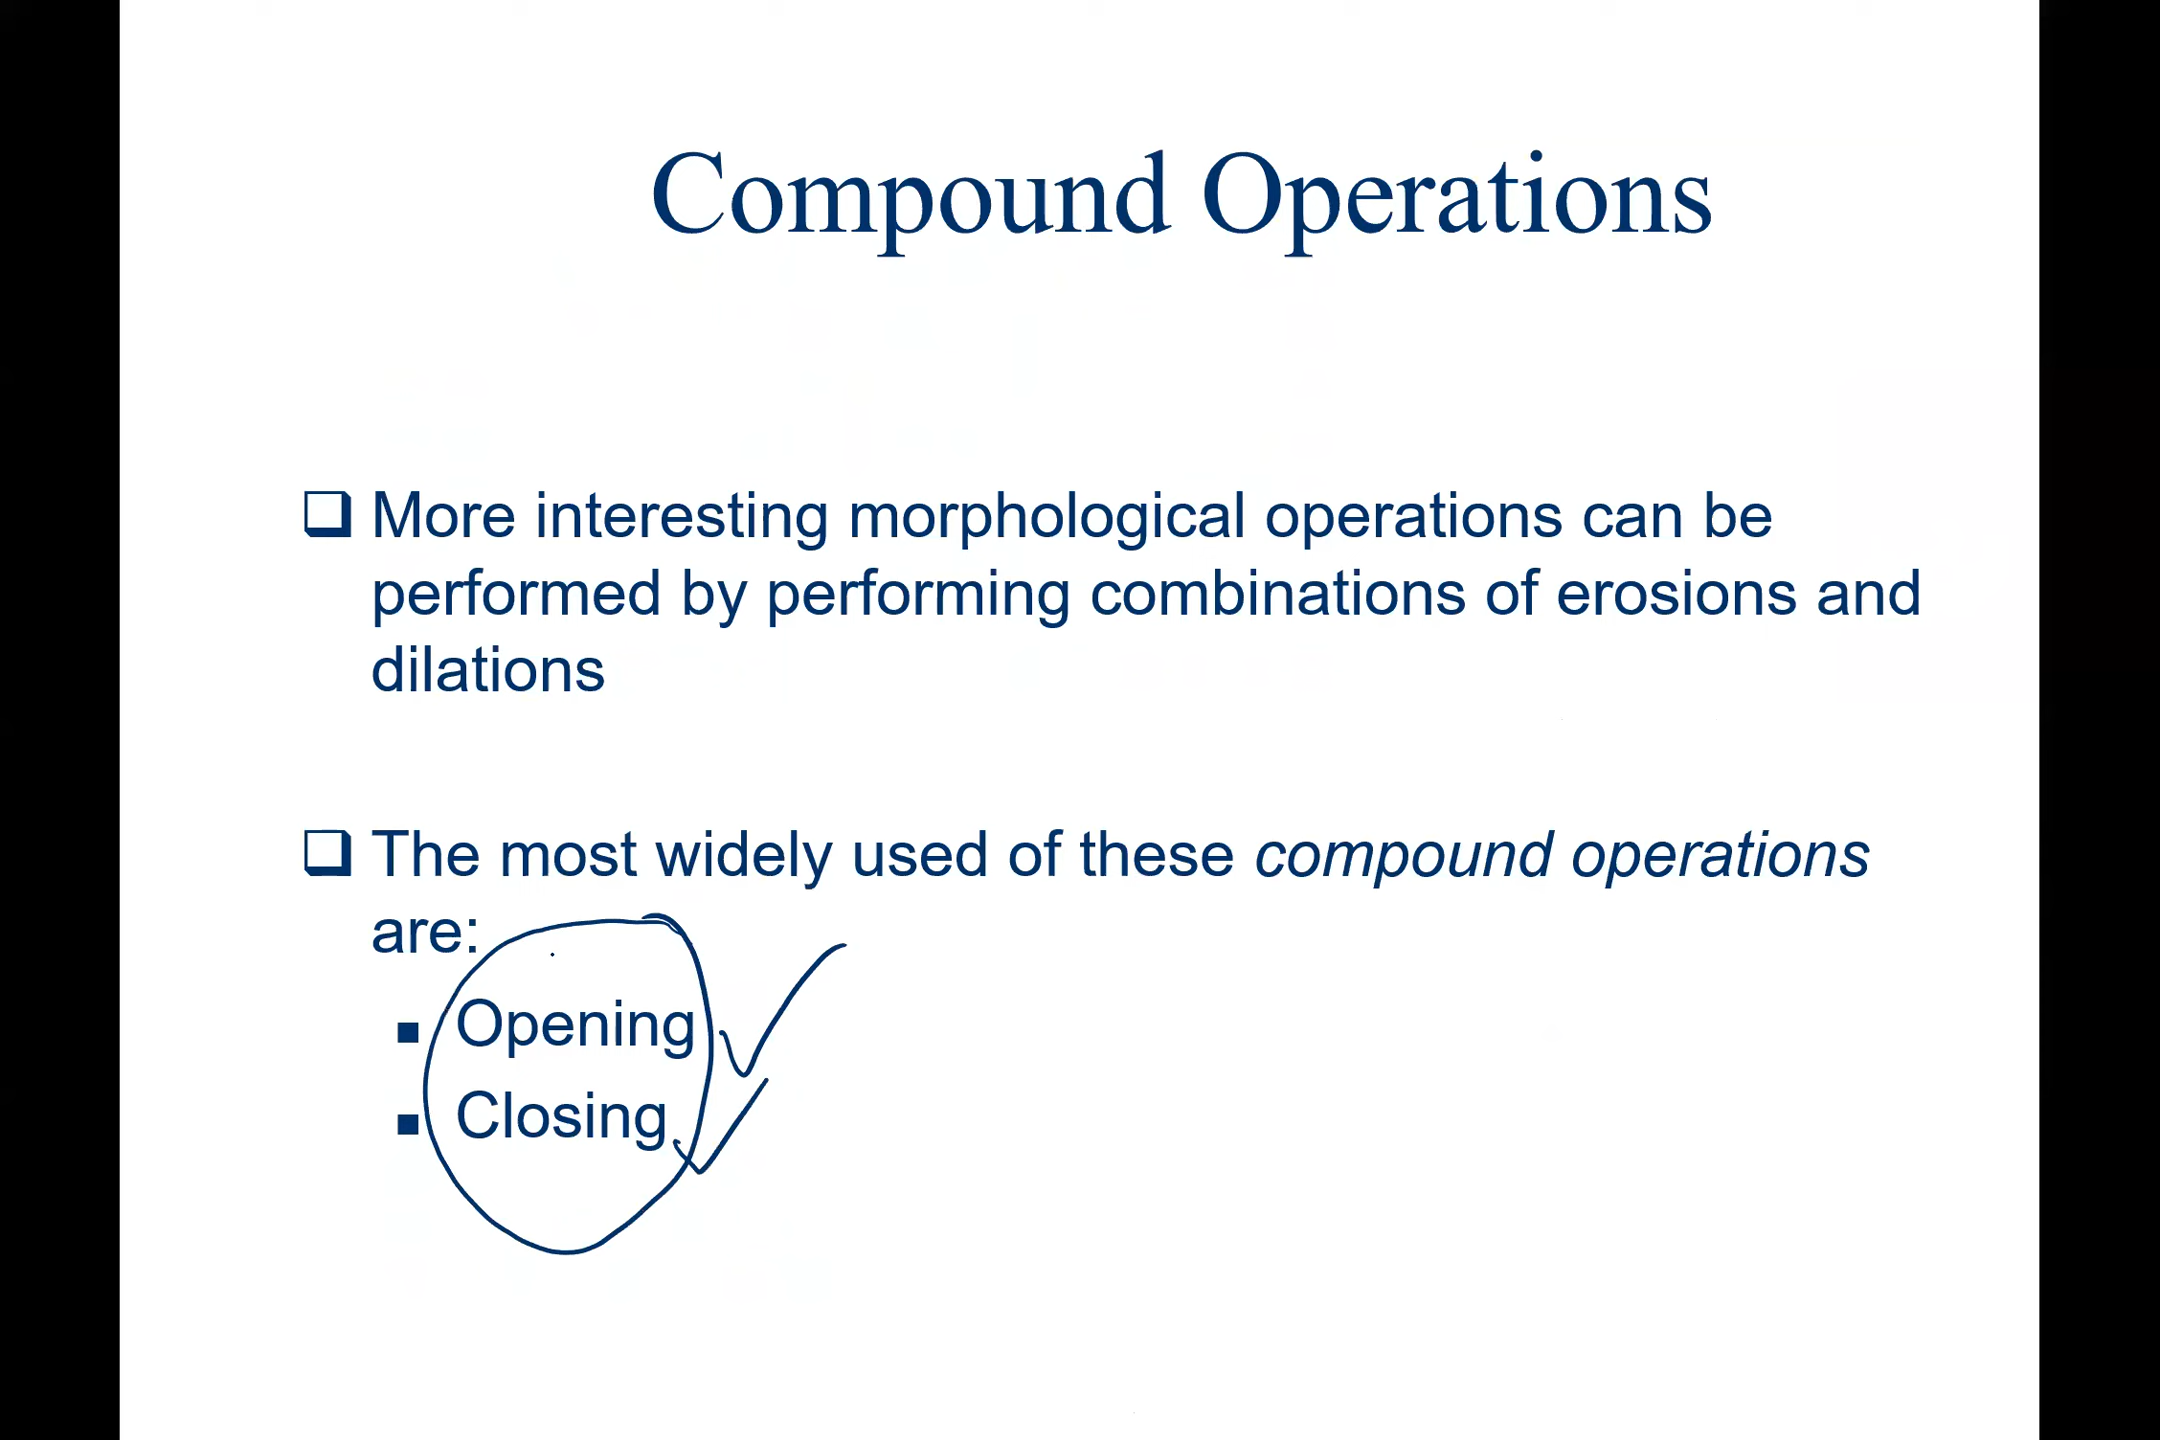 Compound Operations
More interesting morphological operations can be
performed by performing combinations of erosions and
dilations
The most widely used of these compound operations
are:
Opening
Closing